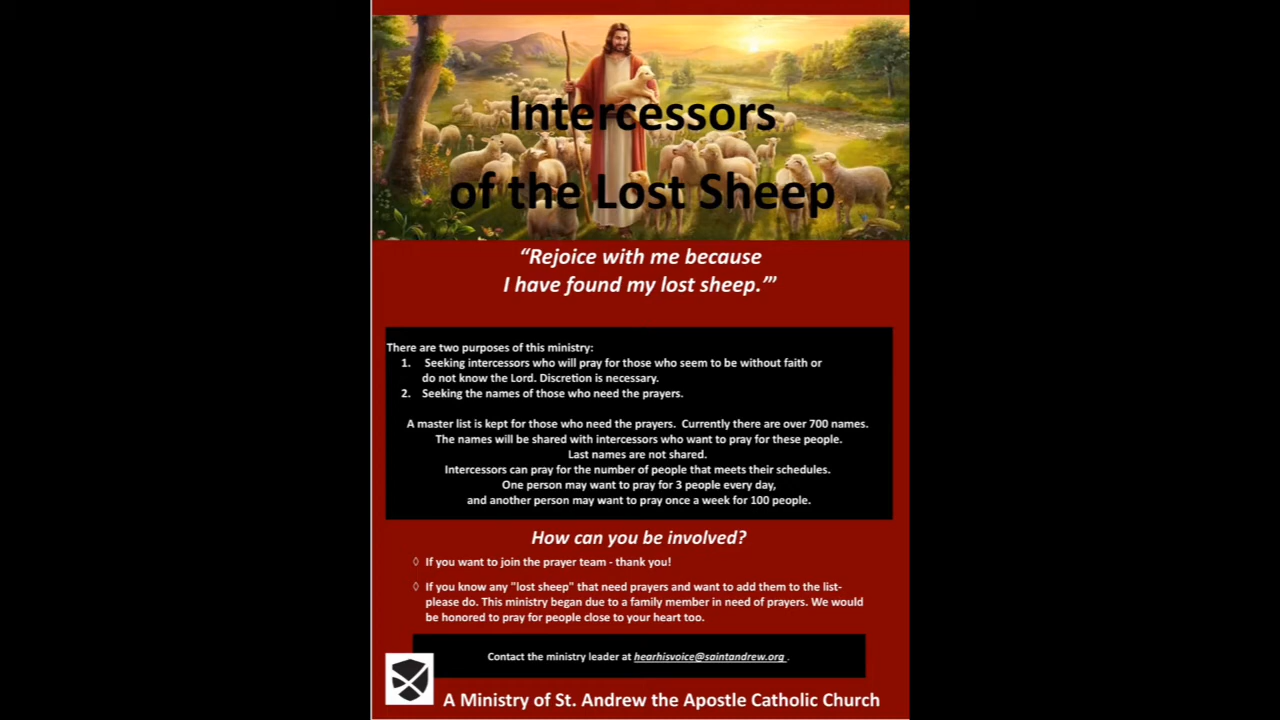 Intercessors
of the Lost Sheep
“Rejoice with me because
I have found my lost sheep.’”
There are two purposes of this ministry:
1. Seeking intercessors who will pray for those who seem to be without faith or
do not know the Lord. Discretion is necessary.
2. Seeking the names of those who need the prayers.
A master list is kept for those who need the prayers. Currently there are over 700 names.
The names will be shared with intercessors who want to pray for these people.
Last names are not shared.
Intercessors can pray for the number of people that meets their schedules.
One person may want to pray for 3 people every day,
and another person may want to pray once a week for 100 people.
How can you be involved?
◊ If you want to join the prayer team - thank you!
◊ If you know any "lost sheep" that need prayers and want to add them to the list-
please do. This ministry began due to a family member in need of prayers. We would
be honored to pray for people close to your heart too.
Contact the ministry leader at hearhisvoice@saintandrew.org .
A Ministry of St. Andrew the Apostle Catholic Church